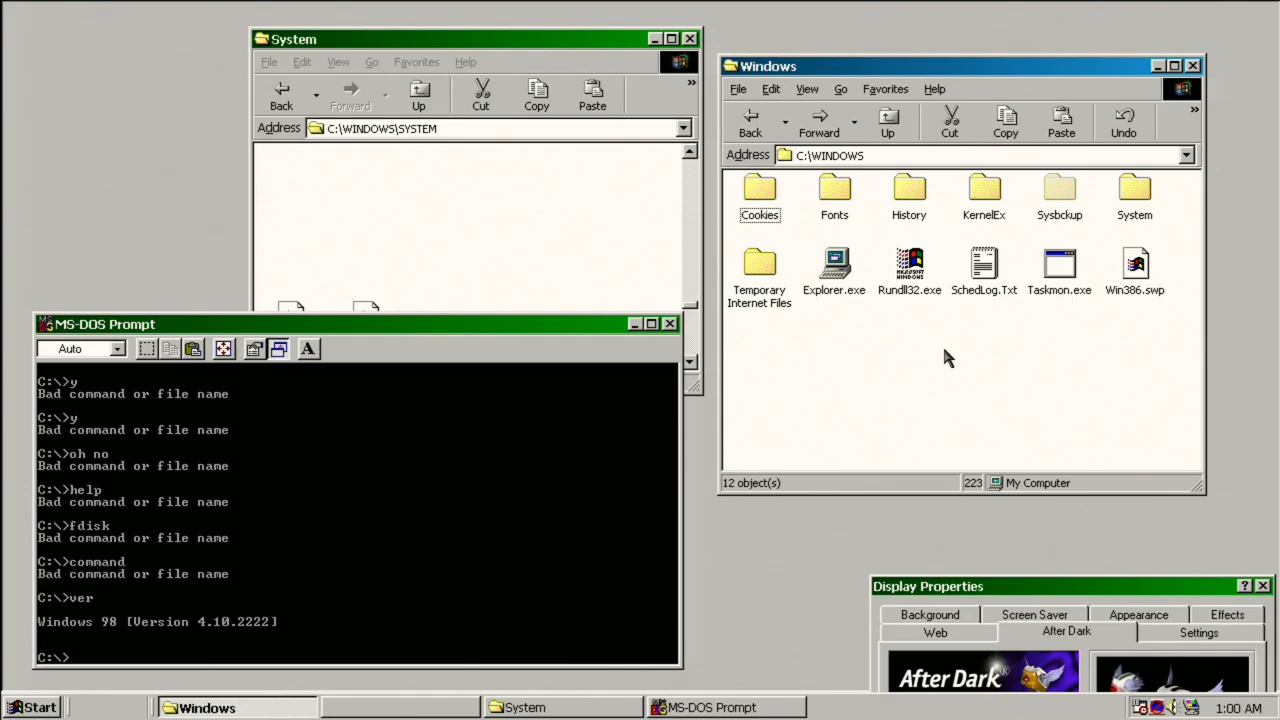 System
File Edit View Go Favorites Help
Back Forward Up Cut Copy Paste »
Address C:\WINDOWS\SYSTEM
Windows
File Edit View Go Favorites Help
Back Forward Up Cut Copy Paste Undo »
Address C:\WINDOWS
Cookies Fonts History KernelEx Sysbckup System
Temporary Internet Files Explorer.exe Rundll32.exe SchedLog.Txt Taskmon.exe Win386.swp
12 object(s) 223 My Computer
MS-DOS Prompt
Auto A
C:\>y
Bad command or file name
C:\>y
Bad command or file name
C:\>oh no
Bad command or file name
C:\>help
Bad command or file name
C:\>fdisk
Bad command or file name
C:\>command
Bad command or file name
C:\>ver
Windows 98 [Version 4.10.2222]
C:\>
Display Properties
Background Screen Saver Appearance Effects
Web After Dark Settings
After Dark®
Start Windows System MS-DOS Prompt 1:00 AM